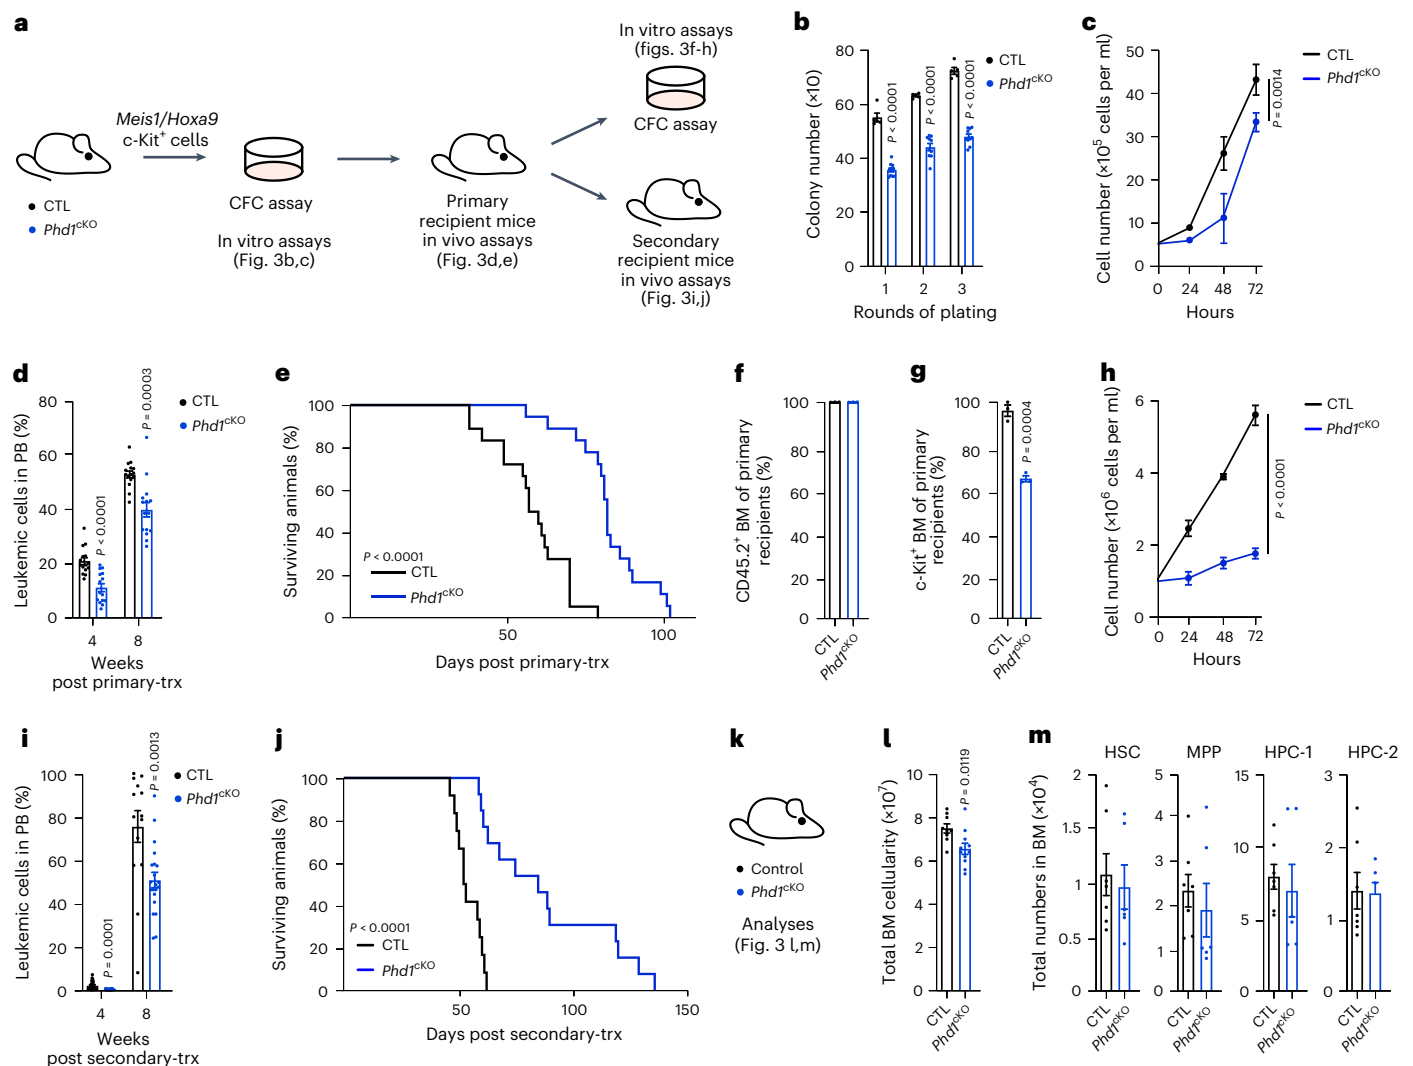 a
Meis1/Hoxa9
c-Kit+ cells
CTL
Phd1cKO
CFC assay
In vitro assays
(Fig. 3b,c)
Primary
recipient mice
in vivo assays
(Fig. 3d,e)
In vitro assays
(figs. 3f-h)
CFC assay
Secondary
recipient mice
in vivo assays
(Fig. 3i,j)
b
Colony number (×10)
80
60
40
20
0
P < 0.0001
P < 0.0001
P < 0.0001
CTL
Phd1cKO
1 2 3
Rounds of plating
c
Cell number (×10^5 cells per ml)
50
40
30
20
10
0
P = 0.0014
CTL
Phd1cKO
0 24 48 72
Hours
d
Leukemic cells in PB (%)
80
60
40
20
0
P < 0.0001
P = 0.0003
CTL
Phd1cKO
4 8
Weeks
post primary-trx
e
Surviving animals (%)
100
80
60
40
20
0
P < 0.0001
CTL
Phd1cKO
50 100
Days post primary-trx
f
CD45.2+ BM of primary
recipients (%)
100
80
60
40
20
0
CTL
Phd1cKO
g
c-Kit+ BM of primary
recipients (%)
100
80
60
40
20
0
P = 0.0004
CTL
Phd1cKO
h
Cell number (×10^6 cells per ml)
6
4
2
0
P < 0.0001
CTL
Phd1cKO
0 24 48 72
Hours
i
Leukemic cells in PB (%)
100
80
60
40
20
0
P = 0.0001
P = 0.0013
CTL
Phd1cKO
4 8
Weeks
post secondary-trx
j
Surviving animals (%)
100
80
60
40
20
0
P < 0.0001
CTL
Phd1cKO
50 100 150
Days post secondary-trx
k
Control
Phd1cKO
Analyses
(Fig. 3 l,m)
l
Total BM cellularity (×10^7)
10
8
6
4
2
0
P = 0.0119
CTL
Phd1cKO
m
Total numbers in BM (×10^4)
HSC
2
1.5
1
0.5
0
CTL
Phd1cKO
MPP
5
4
3
2
1
0
CTL
Phd1cKO
HPC-1
15
10
5
0
CTL
Phd1cKO
HPC-2
3
2
1
0
CTL
Phd1cKO